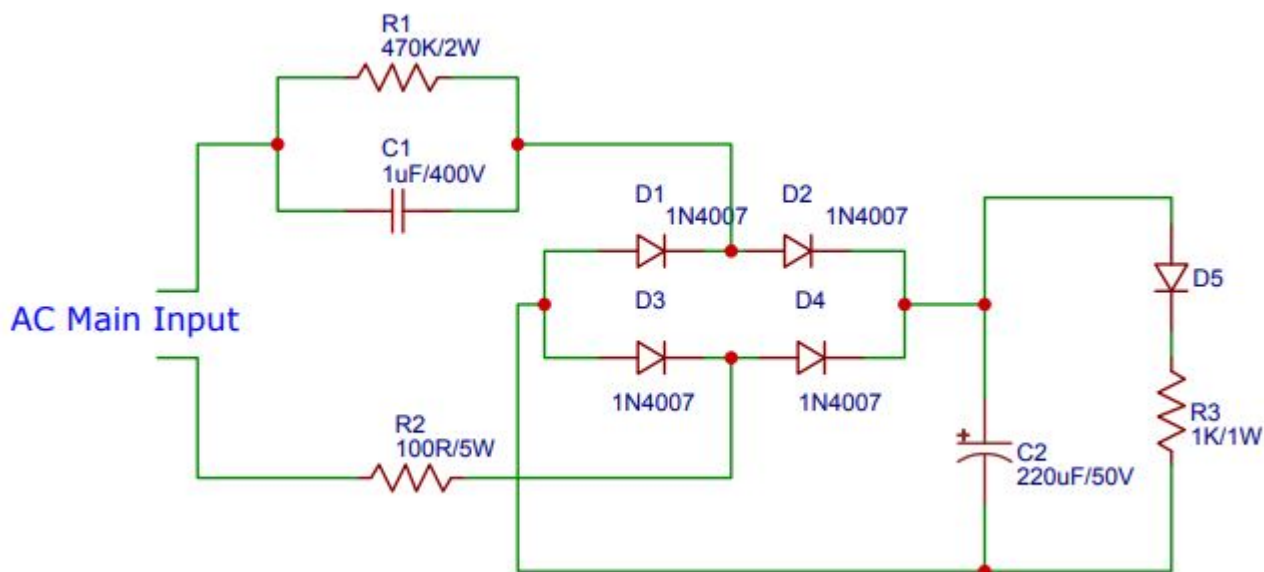 R1
470K/2W
C1
1uF/400V
D1
1N4007
D2
1N4007
AC Main Input
D3
D4
D5
1N4007
1N4007
R2
100R/5W
R3
1K/1W
+
C2
220uF/50V